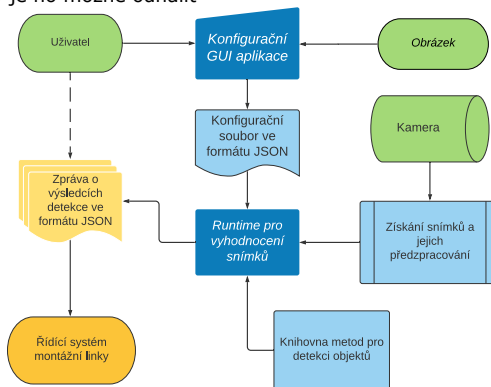 je ho možné odhalit
Uživatel
Konfigurační
GUI aplikace
Obrázek
Konfigurační
soubor ve
formátu JSON
Kamera
Zpráva o
výsledcích
detekce ve
formátu JSON
Runtime pro
vyhodnocení
snímků
Získání snímků a
jejich
předzpracování
Řídící systém
montážní linky
Knihovna metod pro
detekci objektů